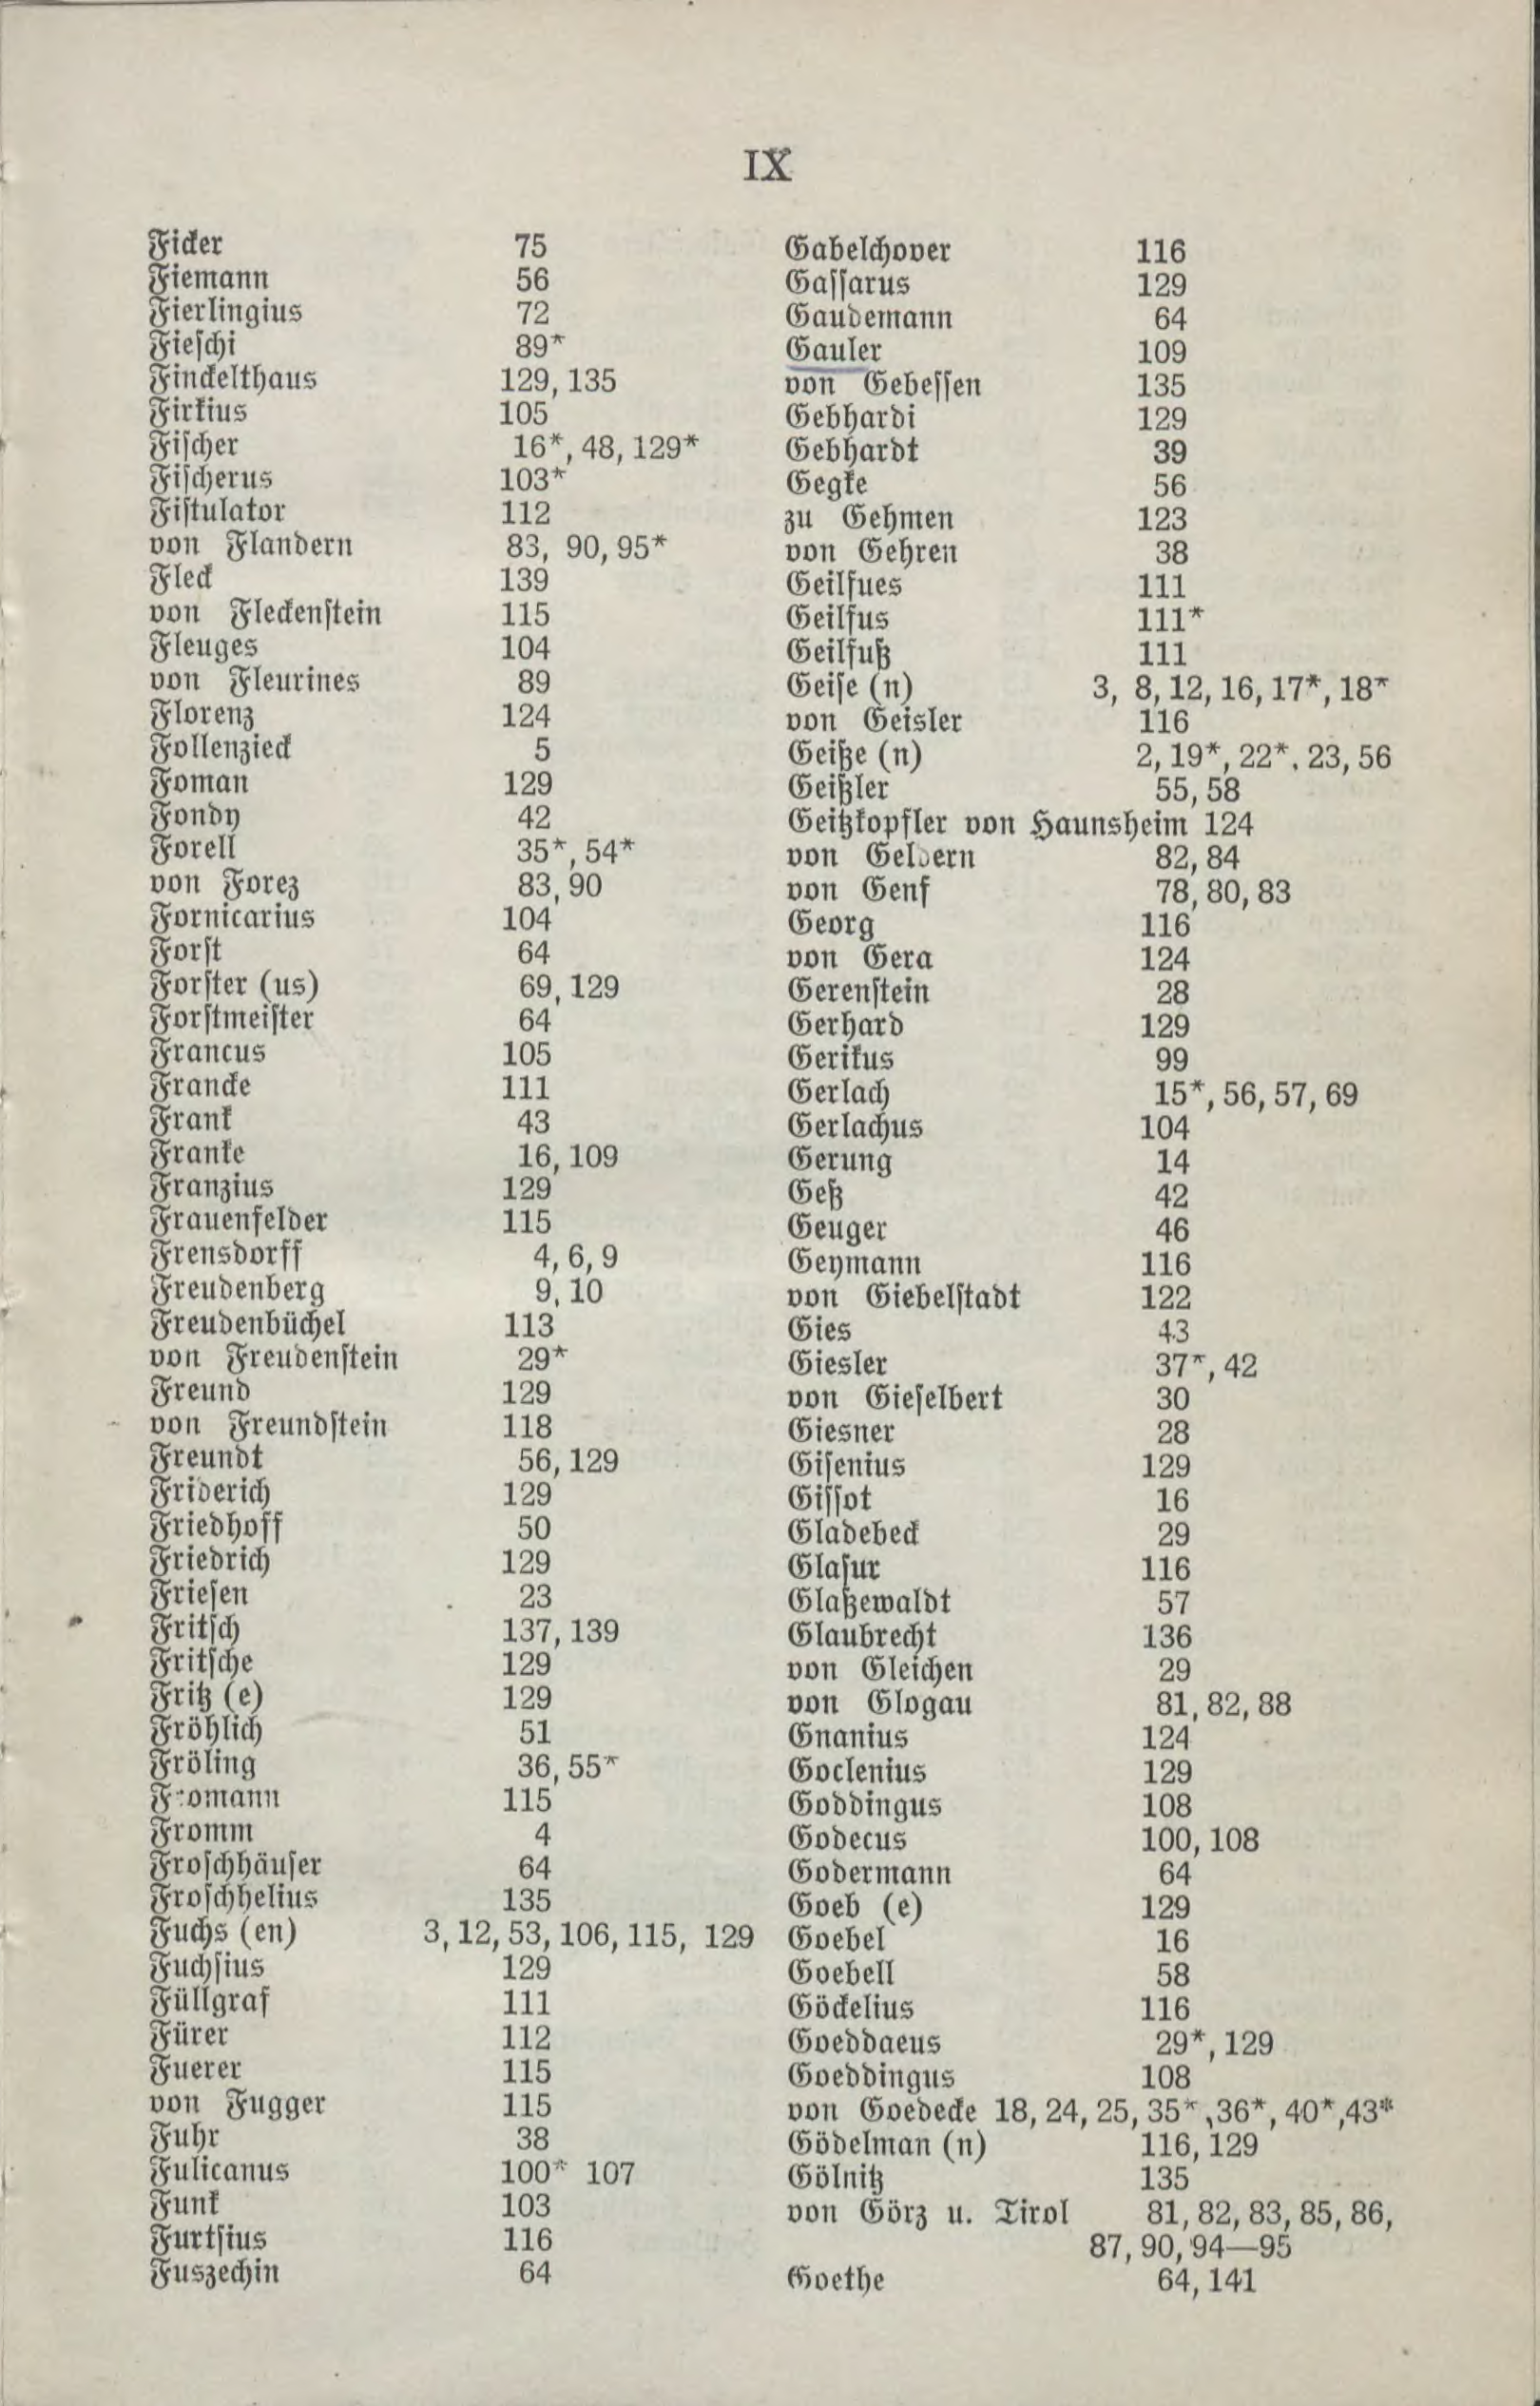 IX
Ficker 75
Fiemann 56
Fierlingius 72
Fieschi 89*
Finckelthaus 129, 135
Firkius 105
Fischer 16*, 48, 129*
Fischerus 103*
Fistulator 112
von Flandern 83, 90, 95*
Fleck 139
von Fleckenstein 115
Fleuges 104
von Fleurines 89
Florenz 124
Follenzieck 5
Foman 129
Fondy 42
Forell 35*, 54*
von Forez 83, 90
Fornicarius 104
Forst 64
Forster (us) 69, 129
Forstmeister 64
Francus 105
Francke 111
Frank 43
Franke 16, 109
Franzius 129
Frauenfelder 115
Frensdorff 4, 6, 9
Freudenberg 9, 10
Freudenbüchel 113
von Freudenstein 29*
Freund 129
von Freundstein 118
Freundt 56, 129
Friderich 129
Friedhoff 50
Friedrich 129
Friesen 23
Fritsch 137, 139
Fritsche 129
Fritz (e) 129
Fröhlich 51
Fröling 36, 55*
Fromann 115
Fromm 4
Froschhäuser 64
Froschhelius 135
Fuchs (en) 3, 12, 53, 106, 115, 129
Fuchsius 129
Füllgraf 111
Fürer 112
Fuerer 115
von Fugger 115
Fuhr 38
Fulicanus 100* 107
Funk 103
Furtsius 116
Fuszechin 64
Gabelchover 116
Gassarus 129
Gaudemann 64
Gauler 109
von Gebessen 135
Gebhardi 129
Gebhardt 39
Gegke 56
zu Gehmen 123
von Gehren 38
Geilfues 111
Geilfus 111*
Geilfuß 111
Geise (n) 3, 8, 12, 16, 17*, 18*
von Geisler 116
Geiße (n) 2, 19*, 22*, 23, 56
Geißler 55, 58
Geitzkopfler von Haunsheim 124
von Geldern 82, 84
von Genf 78, 80, 83
Georg 116
von Gera 124
Gerenstein 28
Gerhard 129
Gerikus 99
Gerlach 15*, 56, 57, 69
Gerlachus 104
Gerung 14
Geß 42
Geuger 46
Geymann 116
von Giebelstadt 122
Gies 43
Giesler 37*, 42
von Gieselbert 30
Giesner 28
Gisenius 129
Gissot 16
Gladebeck 29
Glasur 116
Glaßewaldt 57
Glaubrecht 136
von Gleichen 29
von Glogau 81, 82, 88
Gnanius 124
Goclenius 129
Goddingus 108
Godecus 100, 108
Godermann 64
Goeb (e) 129
Goebel 16
Goebell 58
Göckelius 116
Goeddaeus 29*, 129
Goeddingus 108
von Goedecke 18, 24, 25, 35*, 36*, 40*, 43*
Gödelman (n) 116, 129
Gölnitz 135
von Görz u. Tirol 81, 82, 83, 85, 86,
87, 90, 94—95
Goethe 64, 141